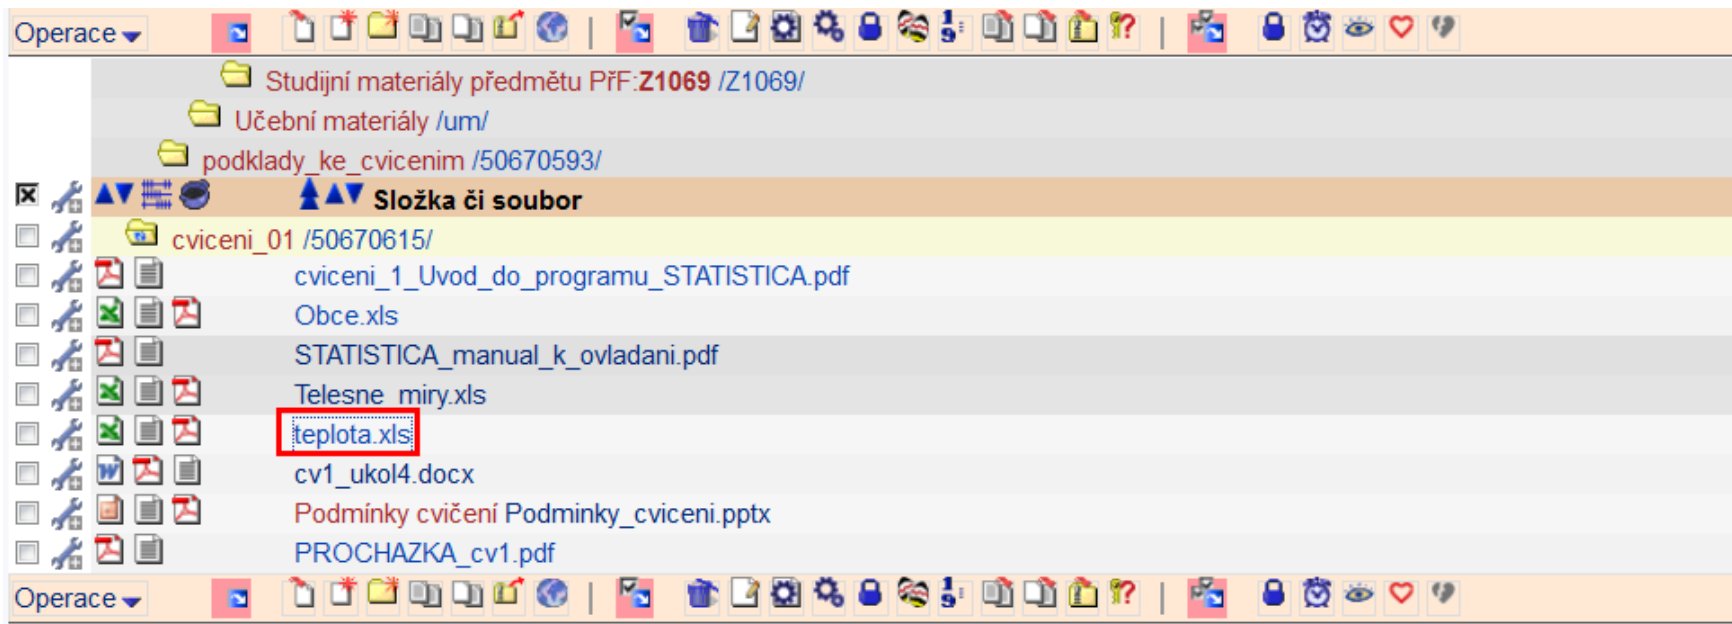 Operace
Studijní materiály předmětu PřF:Z1069 /Z1069/
Učební materiály /um/
podklady_ke_cvicenim /50670593/
Složka či soubor
cviceni_01 /50670615/
cviceni_1_Uvod_do_programu_STATISTICA.pdf
Obce.xls
STATISTICA_manual_k_ovladani.pdf
Telesne_miry.xls
teplota.xls
cv1_ukol4.docx
Podmínky cvičení Podminky_cviceni.pptx
PROCHAZKA_cv1.pdf
Operace